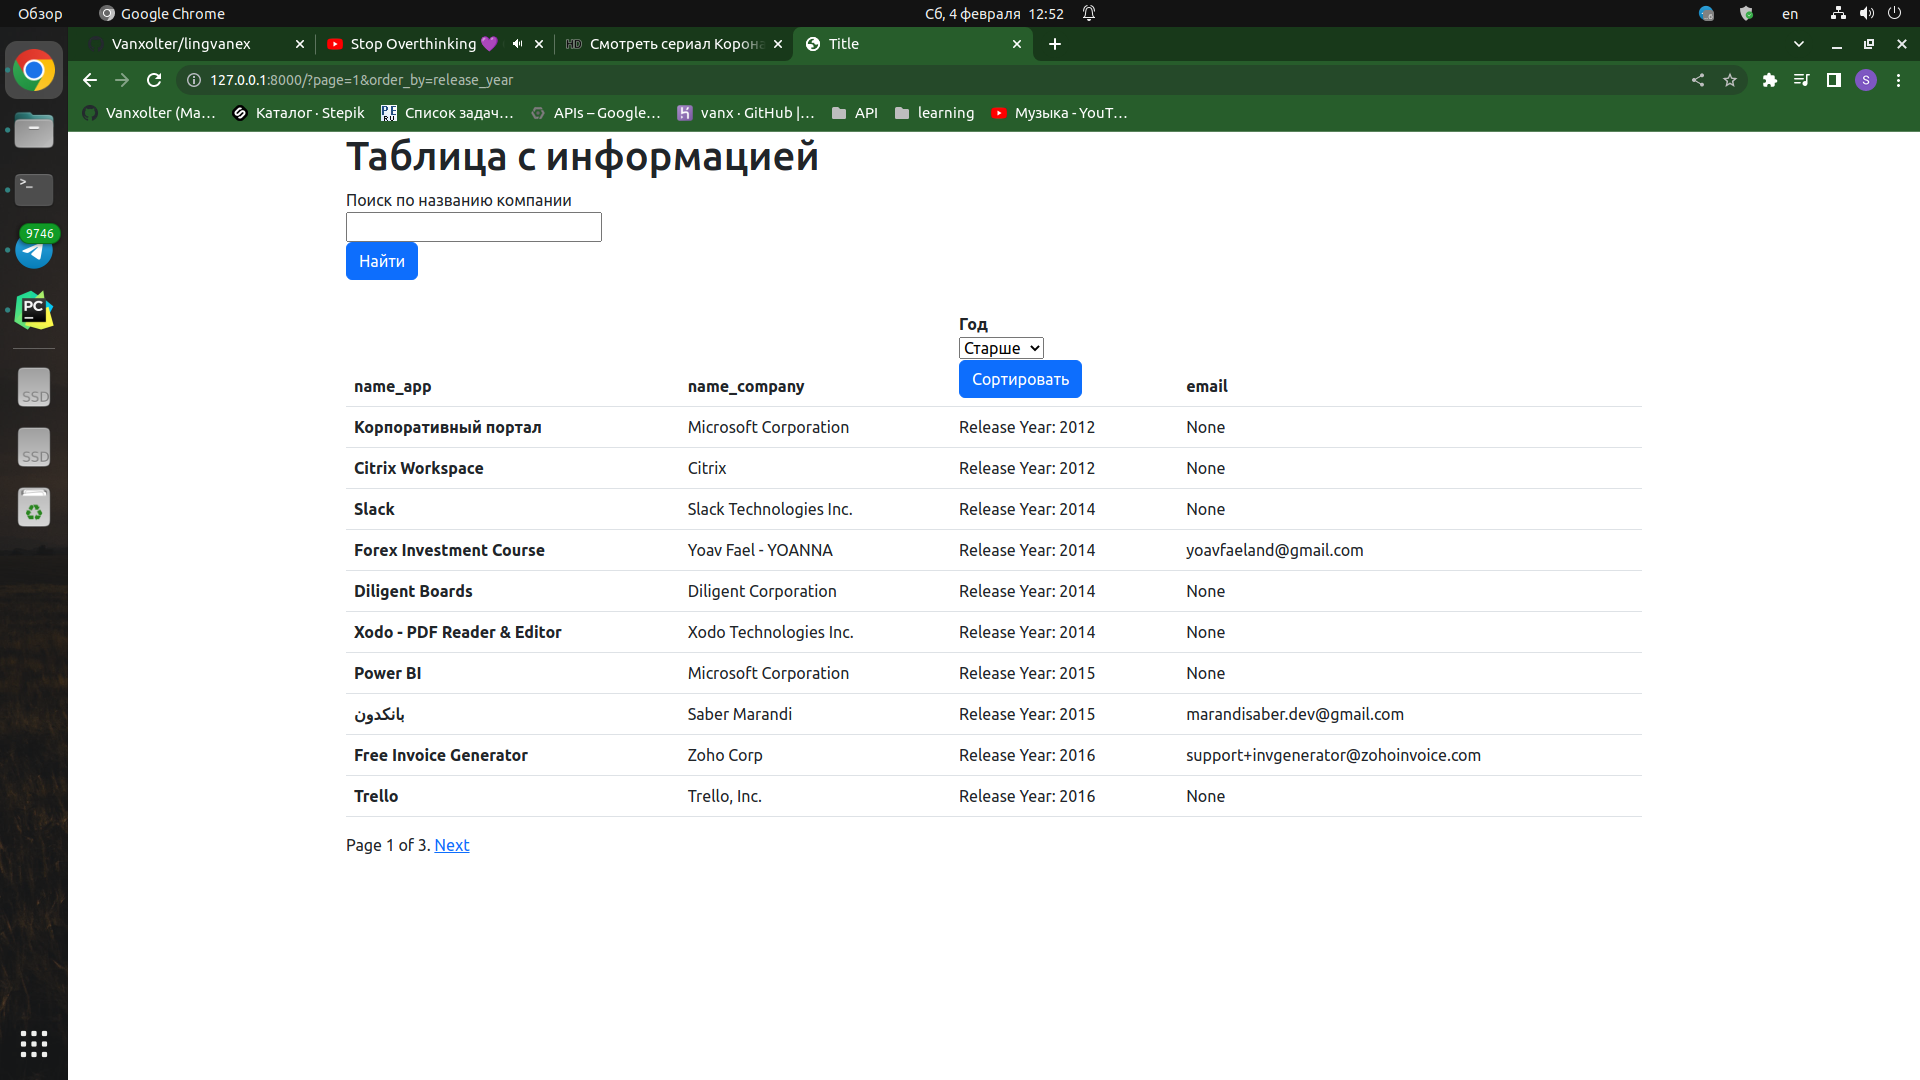 Обзор Google Chrome Сб, 4 февраля 12:52 en
Vanxolter/lingvanex Stop Overthinking 💜 Смотреть сериал Корона Title
127.0.0.1:8000/?page=1&order_by=release_year S
Vanxolter (Ma... Каталог · Stepik Список задач... APIs – Google... vanx · GitHub |... API learning Музыка - YouT...
9746
PC
SSD
SSD
Таблица с информацией
Поиск по названию компании
Найти
Год
Старше
Сортировать
name_app name_company email
Корпоративный портал Microsoft Corporation Release Year: 2012 None
Citrix Workspace Citrix Release Year: 2012 None
Slack Slack Technologies Inc. Release Year: 2014 None
Forex Investment Course Yoav Fael - YOANNA Release Year: 2014 yoavfaeland@gmail.com
Diligent Boards Diligent Corporation Release Year: 2014 None
Xodo - PDF Reader & Editor Xodo Technologies Inc. Release Year: 2014 None
Power BI Microsoft Corporation Release Year: 2015 None
بانکدون Saber Marandi Release Year: 2015 marandisaber.dev@gmail.com
Free Invoice Generator Zoho Corp Release Year: 2016 support+invgenerator@zohoinvoice.com
Trello Trello, Inc. Release Year: 2016 None
Page 1 of 3. Next